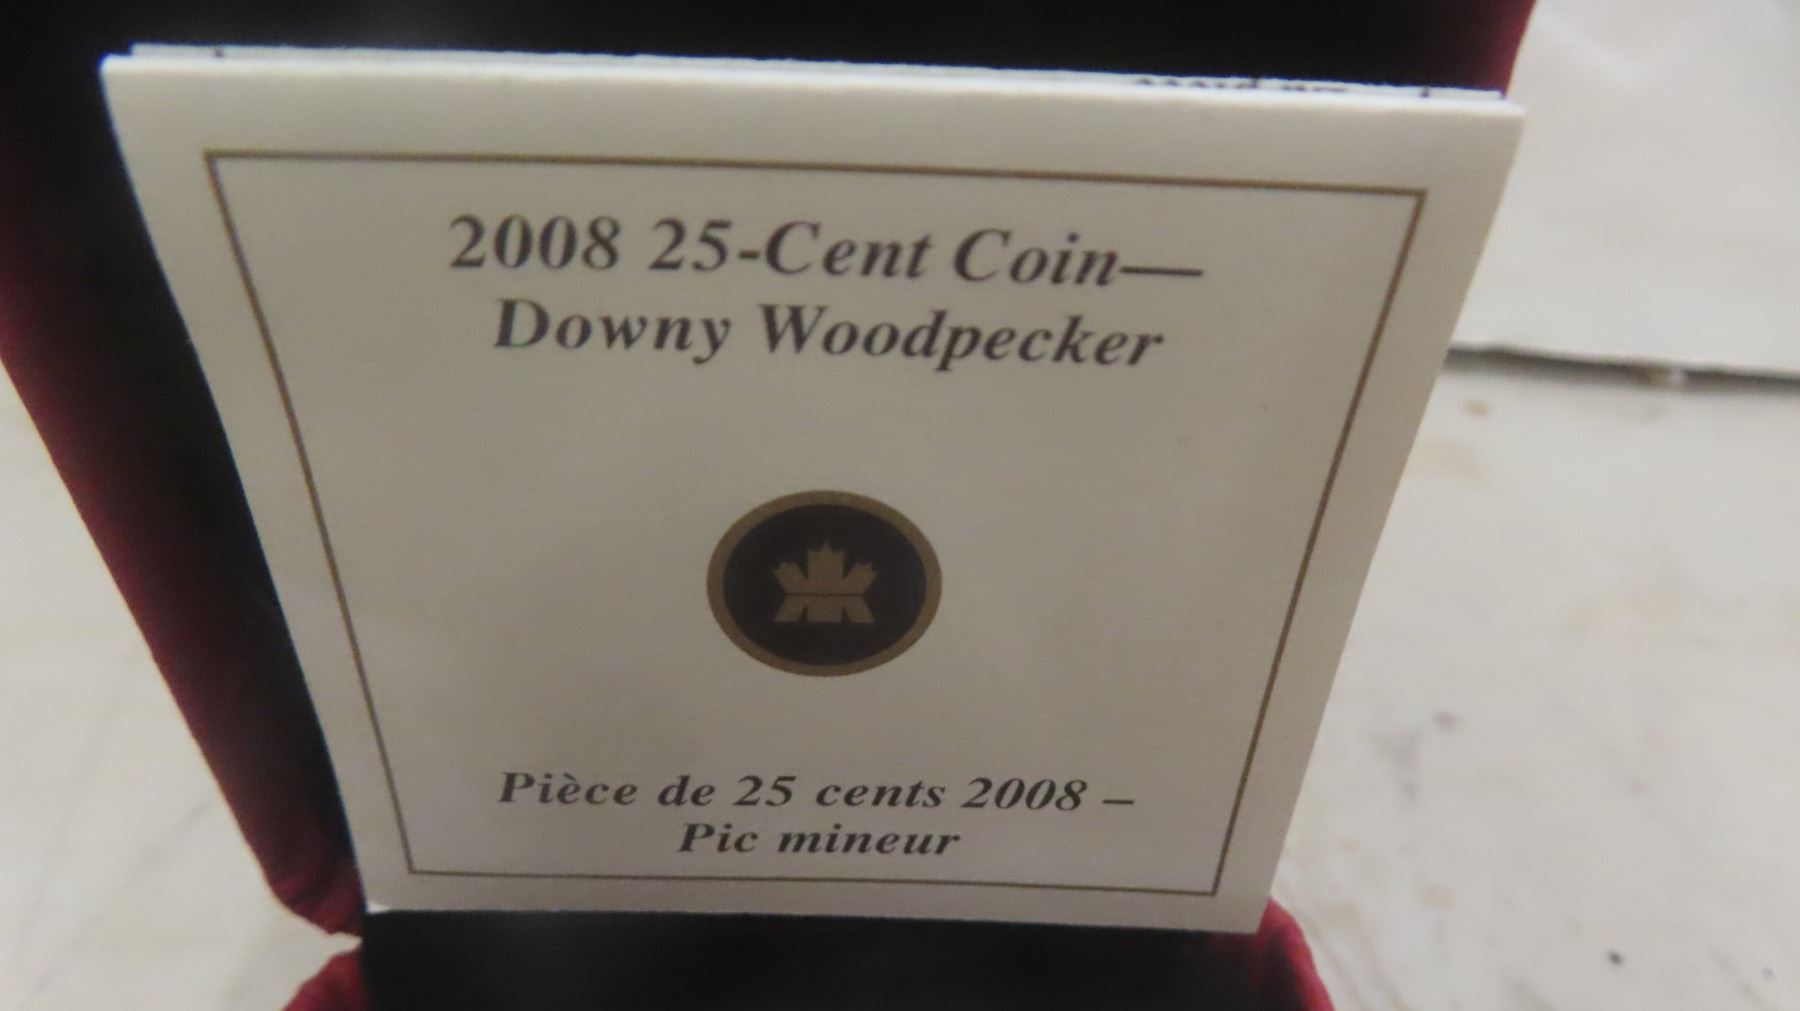 2008 25-Cent Coin—
Downy Woodpecker
Pièce de 25 cents 2008 –
Pic mineur